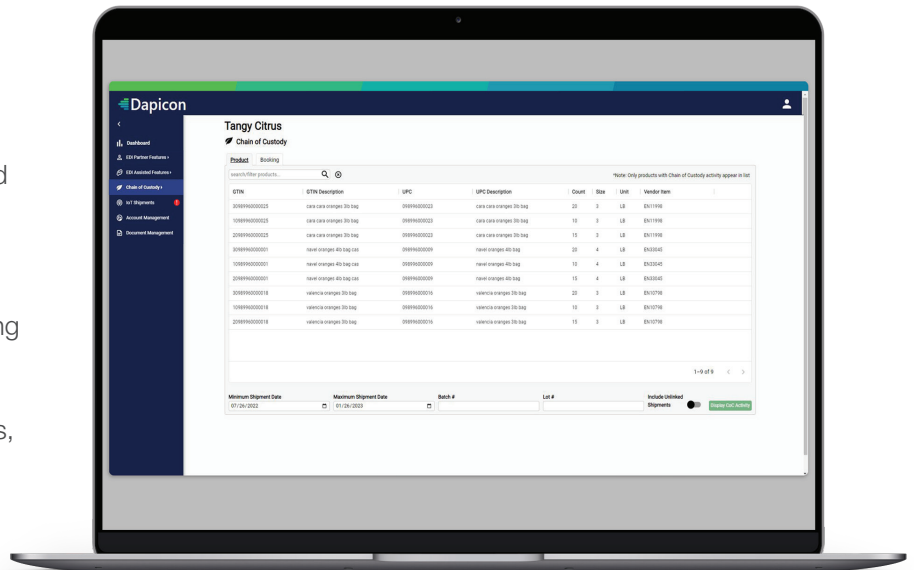 d
ng
s,
Dapicon
Tangy Citrus
Chain of Custody
Product Booking
search/filter products..
*Note: Only products with Chain of Custody activity appear in list
Dashboard
EDI Partner Features ›
EDI Assisted Features ›
Chain of Custody ›
IoT Shipments
Account Management
Document Management
GTIN GTIN Description UPC UPC Description Count Size Unit Vendor Item
30989960000025 cara cara oranges 3lb bag 098996000023 cara cara oranges 3lb bag 20 3 LB EN11998
10989960000025 cara cara oranges 3lb bag 098996000023 cara cara oranges 3lb bag 10 3 LB EN11998
20989960000025 cara cara oranges 3lb bag 098996000023 cara cara oranges 3lb bag 15 3 LB EN11998
30989960000001 navel oranges 4lb bag cas 098996000009 navel oranges 4lb bag 20 4 LB EN33045
10989960000001 navel oranges 4lb bag cas 098996000009 navel oranges 4lb bag 10 4 LB EN33045
20989960000001 navel oranges 4lb bag cas 098996000009 navel oranges 4lb bag 15 4 LB EN33045
30989960000018 valencia oranges 3lb bag 098996000016 valencia oranges 3lb bag 20 3 LB EN10798
10989960000018 valencia oranges 3lb bag 098996000016 valencia oranges 3lb bag 10 3 LB EN10798
20989960000018 valencia oranges 3lb bag 098996000016 valencia oranges 3lb bag 15 3 LB EN10798
1–9 of 9
Minimum Shipment Date Maximum Shipment Date Batch # Lot # Include Unlinked Shipments
07/26/2022 01/26/2023 Display CoC Activity